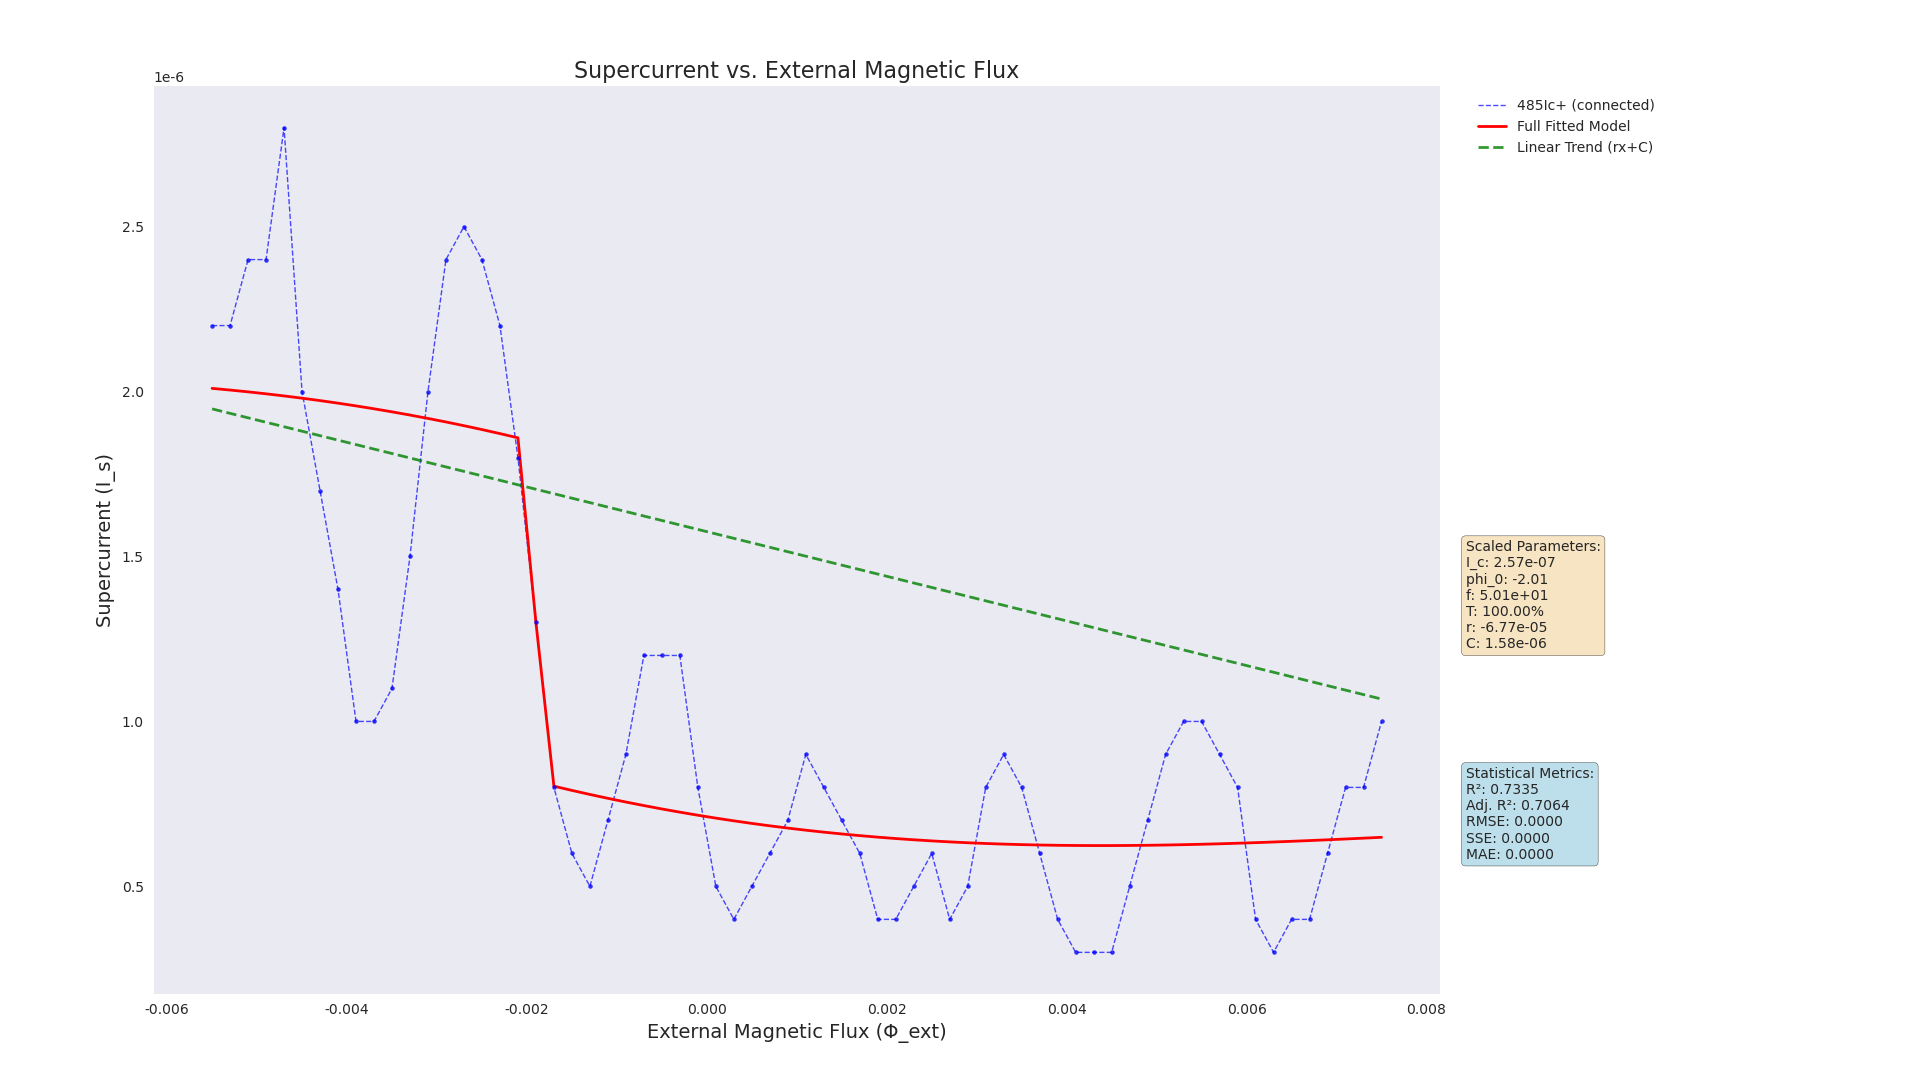 Supercurrent vs. External Magnetic Flux
1e-6
2.5
2.0
1.5
1.0
0.5
Supercurrent (I_s)
-0.006
-0.004
-0.002
0.000
0.002
0.004
0.006
0.008
External Magnetic Flux (Φ_ext)
485Ic+ (connected)
Full Fitted Model
Linear Trend (rx+C)
Scaled Parameters:
I_c: 2.57e-07
phi_0: -2.01
f: 5.01e+01
T: 100.00%
r: -6.77e-05
C: 1.58e-06
Statistical Metrics:
R²: 0.7335
Adj. R²: 0.7064
RMSE: 0.0000
SSE: 0.0000
MAE: 0.0000